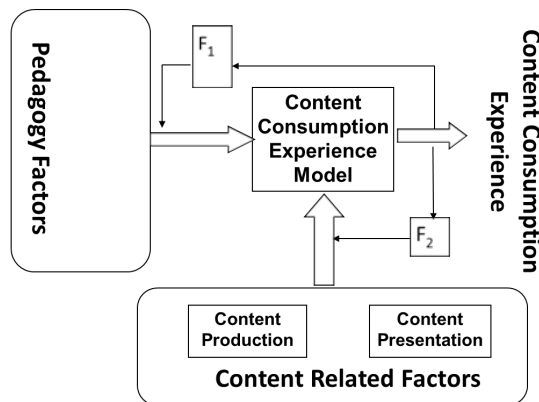 Pedagogy Factors
F1
Content
Consumption
Experience
Model
Content Consumption
Experience
F2
Content
Production
Content
Presentation
Content Related Factors